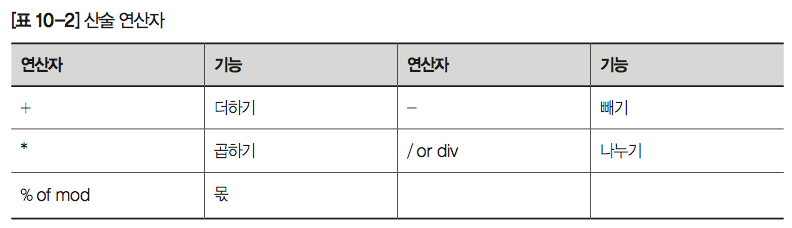 [표 10-2] 산술 연산자
연산자 기능 연산자 기능
+ 더하기 - 빼기
* 곱하기 / or div 나누기
% of mod 몫